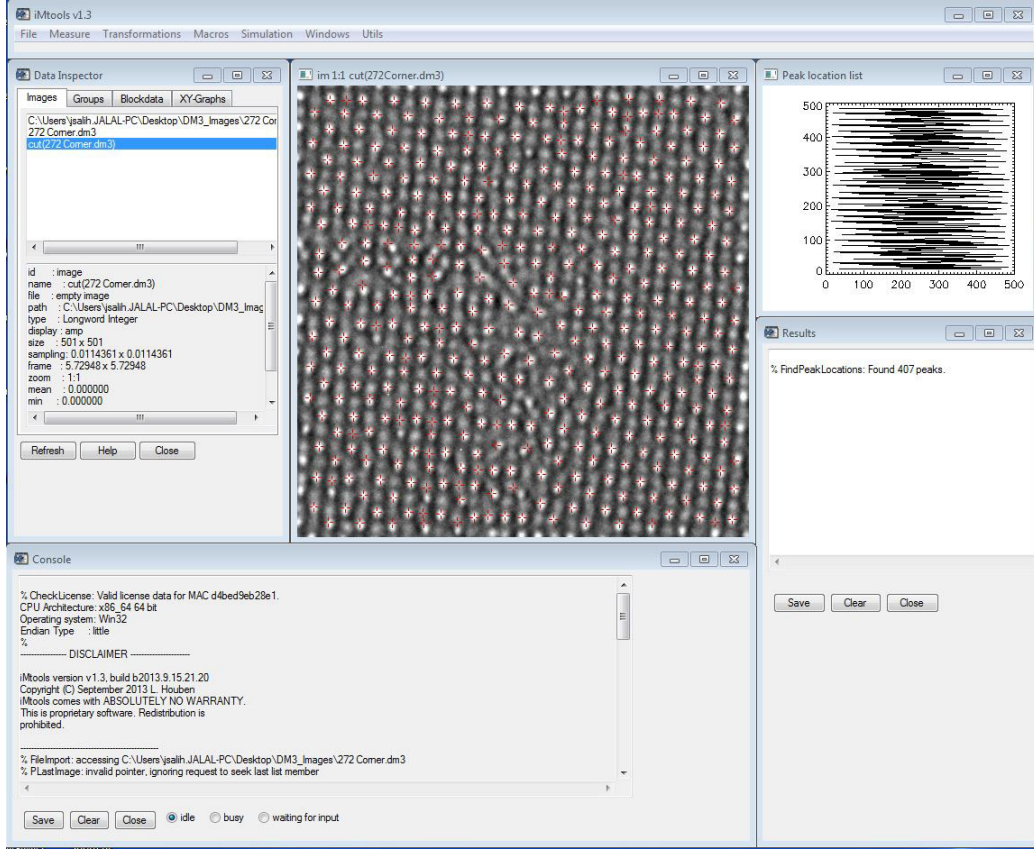 iMtools v1.3
File Measure Transformations Macros Simulation Windows Utils
Data Inspector
Images Groups Blockdata XY-Graphs
C:\Users\jsalih.JALAL-PC\Desktop\DM3_Images\272 Cor
272 Corner.dm3
cut(272 Corner.dm3)
id : image
name : cut(272 Corner.dm3)
file : empty image
path : C:\Users\jsalih.JALAL-PC\Desktop\DM3_Imag
type : Longword Integer
display : amp
size : 501 x 501
sampling: 0.0114361 x 0.0114361
frame : 5.72948 x 5.72948
zoom : 1:1
mean : 0.000000
min : 0.000000
Refresh Help Close
im 1:1 cut(272Corner.dm3)
Peak location list
500
400
300
200
100
0
0 100 200 300 400 500
Results
% FindPeakLocations: Found 407 peaks.
Save Clear Close
Console
% CheckLicense: Valid license data for MAC d4bed9eb28e1.
CPU Architecture: x86_64 64 bit
Operating system: Win32
Endian Type : little
%
---------------- DISCLAIMER --------------------
iMtools version v1.3, build b2013.9.15.21.20
Copyright (C) September 2013 L. Houben
iMtools comes with ABSOLUTELY NO WARRANTY.
This is proprietary software. Redistribution is
prohibited.
------------------------------------------------
% FileImport: accessing C:\Users\jsalih.JALAL-PC\Desktop\DM3_Images\272 Corner.dm3
% PLastImage: invalid pointer, ignoring request to seek last list member
Save Clear Close idle busy waiting for input